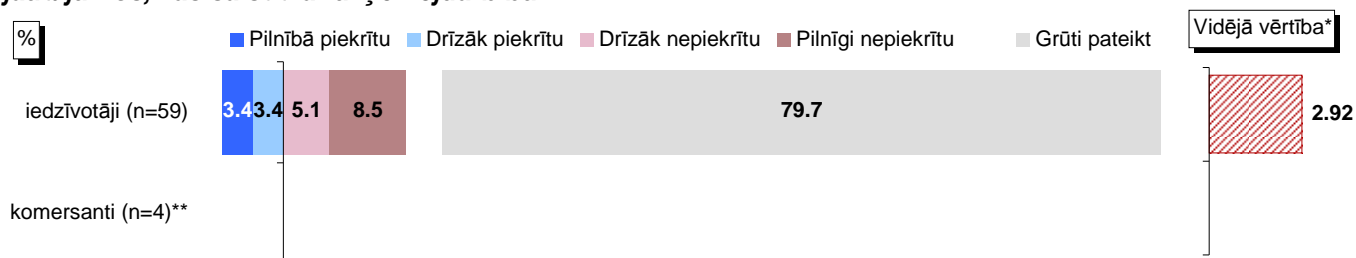 %
Pilnībā piekrītu Drīzāk piekrītu Drīzāk nepiekrītu Pilnīgi nepiekrītu Grūti pateikt
Vidējā vērtība*
iedzīvotāji (n=59) 3.4 3.4 5.1 8.5 79.7 2.92
komersanti (n=4)**